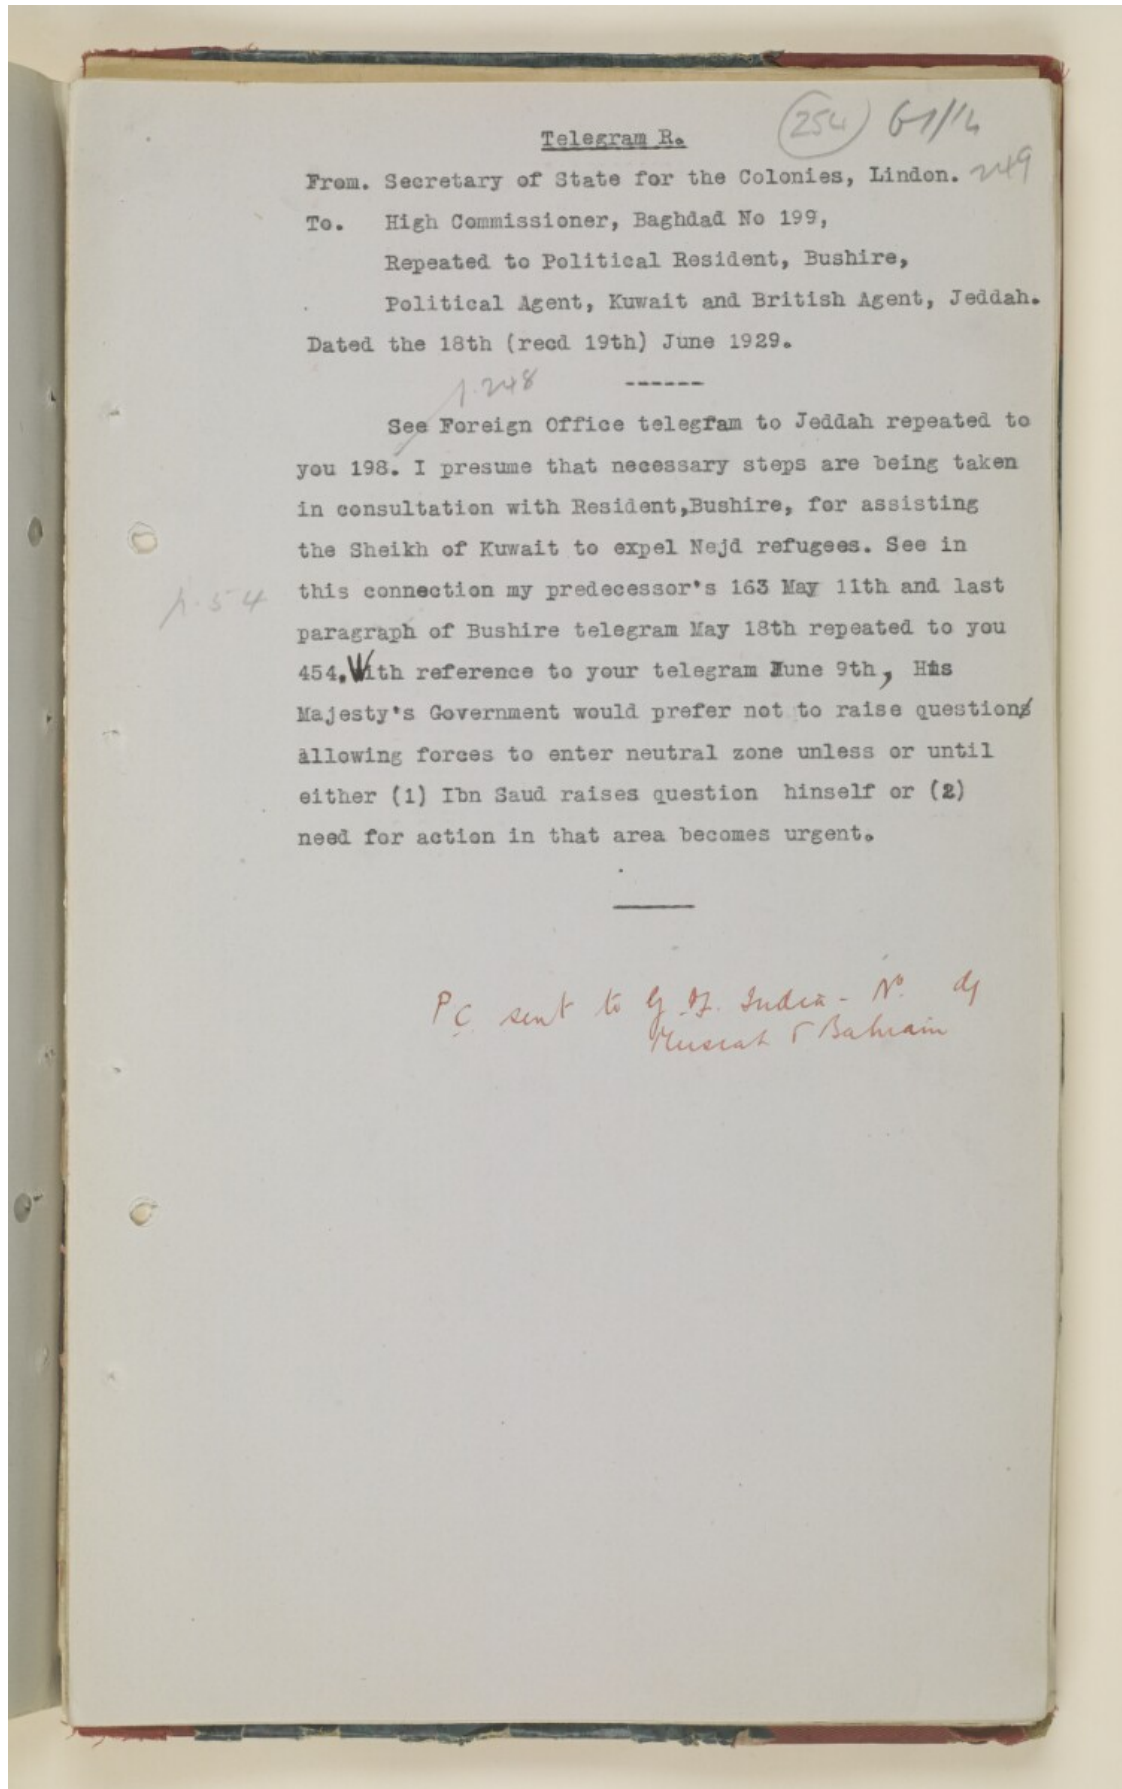 254 61/14
Telegram R.
249
From. Secretary of State for the Colonies, Lindon.
To. High Commissioner, Baghdad No 199,
Repeated to Political Resident, Bushire,
Political Agent, Kuwait and British Agent, Jeddah.
Dated the 18th (recd 19th) June 1929.
p. 248
------
See Foreign Office telegram to Jeddah repeated to
you 198. I presume that necessary steps are being taken
in consultation with Resident,Bushire, for assisting
the Sheikh of Kuwait to expel Nejd refugees. See in
p. 54
this connection my predecessor's 163 May 11th and last
paragraph of Bushire telegram May 18th repeated to you
454.With reference to your telegram June 9th, His
Majesty's Government would prefer not to raise question
allowing forces to enter neutral zone unless or until
either (1) Ibn Saud raises question hinself or (2)
need for action in that area becomes urgent.
P C sent to G. of. India - No.
Muscat & Bahrain